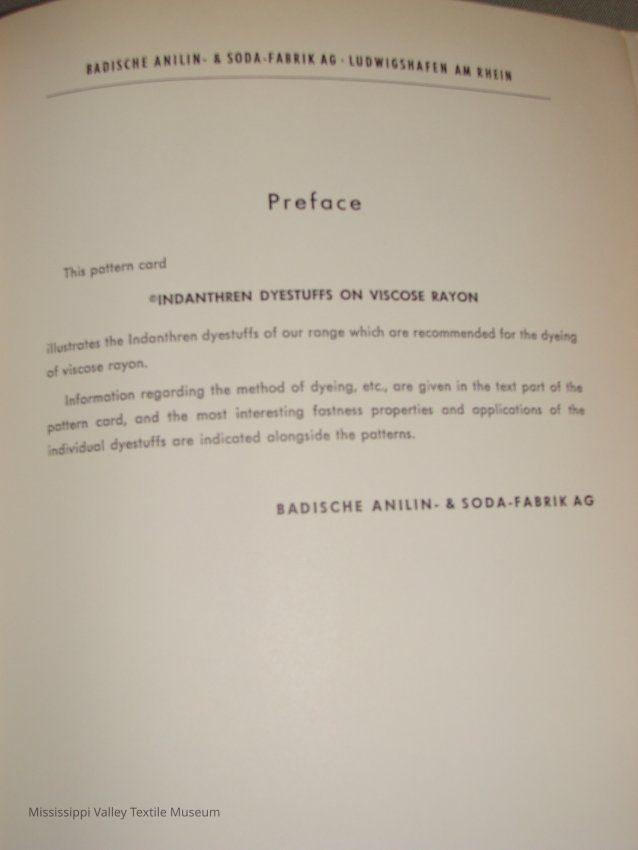 BADISCHE ANILIN- & SODA-FABRIK AG · LUDWIGSHAFEN AM RHEIN
Preface
This pattern card
®INDANTHREN DYESTUFFS ON VISCOSE RAYON
illustrates the Indanthren dyestuffs of our range which are recommended for the dyeing
of viscose rayon.
Information regarding the method of dyeing, etc., are given in the text part of the
pattern card, and the most interesting fastness properties and applications of the
individual dyestuffs are indicated alongside the patterns.
BADISCHE ANILIN- & SODA-FABRIK AG
Mississippi Valley Textile Museum